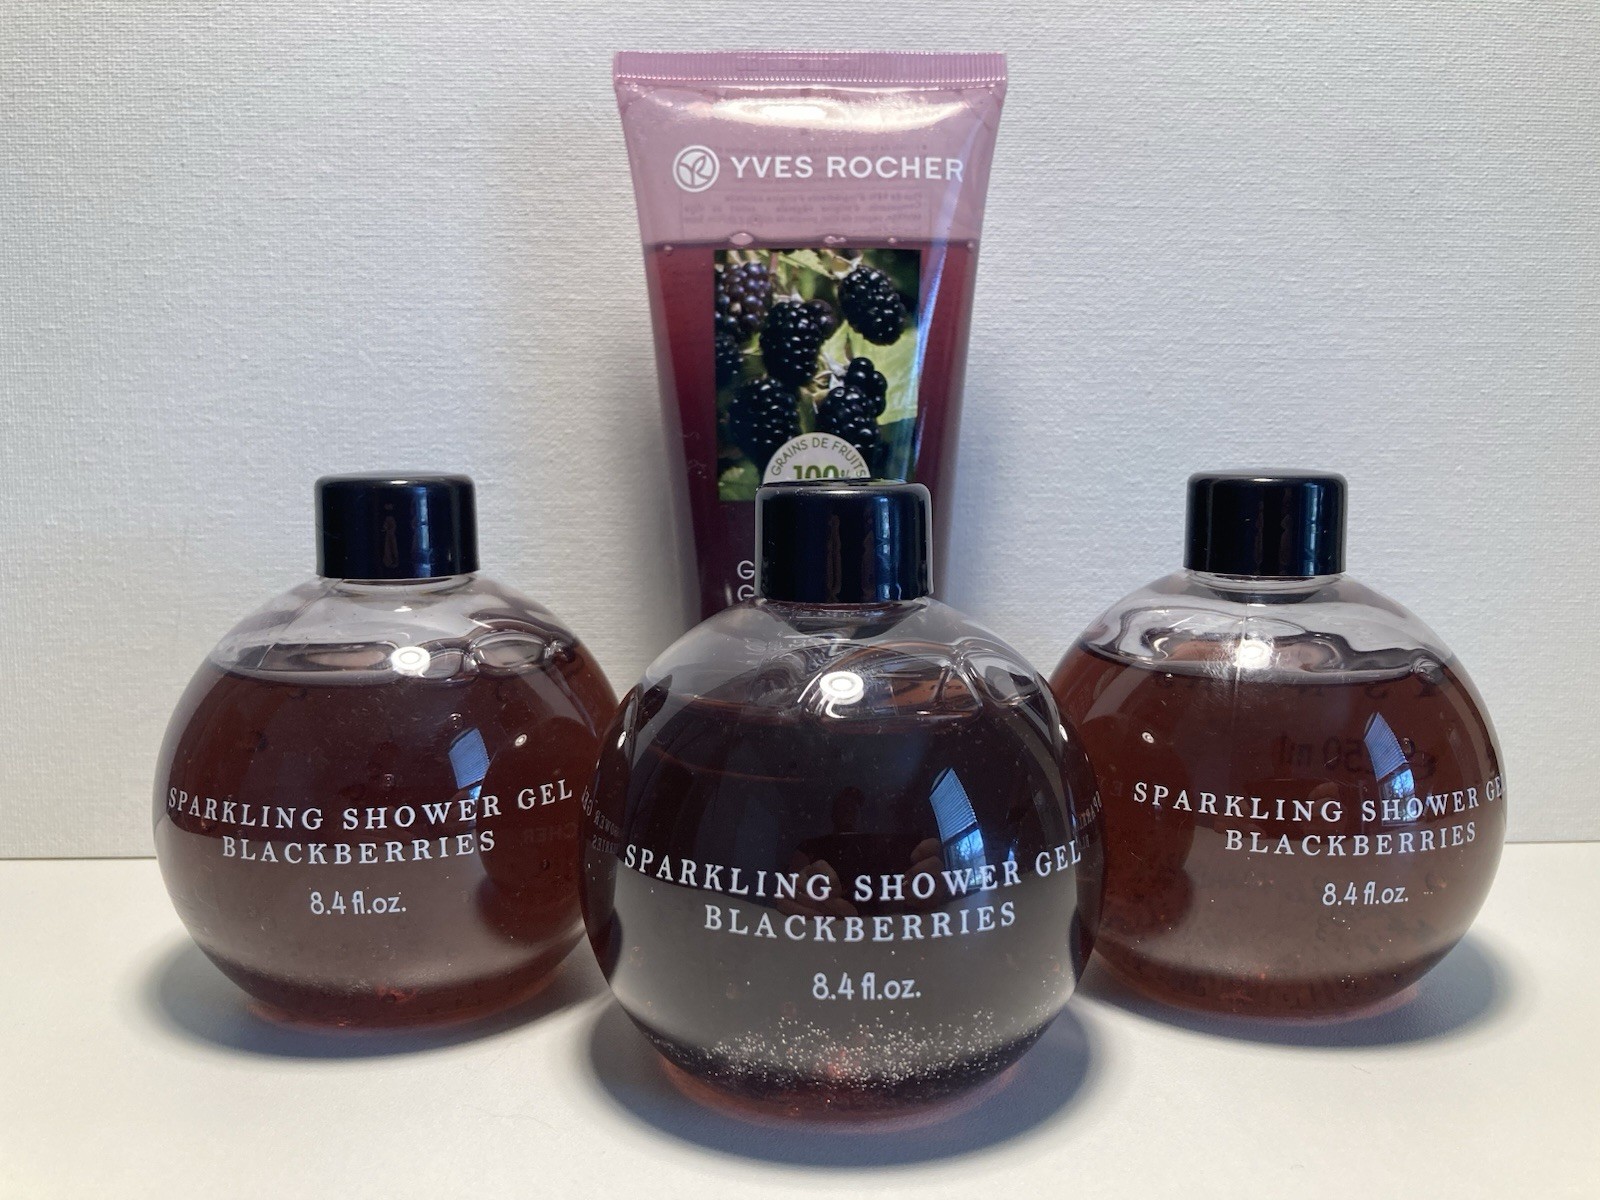 YVES ROCHER
GRAINS DE FRUITS
100%
SPARKLING SHOWER GEL
BLACKBERRIES
8.4 fl.oz.
SPARKLING SHOWER GEL
BLACKBERRIES
8.4 fl.oz.
SPARKLING SHOWER GEL
BLACKBERRIES
8.4 fl.oz.